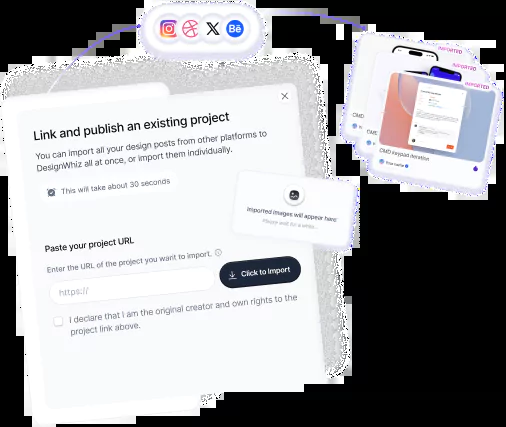 Bē
IMPORTED
IMPORTED
IMPORTED
Link and publish an existing project
You can import all your design posts from other platforms to
DesignWhiz all at once, or import them individually.
This will take about 30 seconds
Imported images will appear here
Please wait for a while..
CMD keypad iteration
Your name
Paste your project URL
Enter the URL of the project you want to import.
https://
Click to Import
I declare that I am the original creator and own rights to the
project link above.